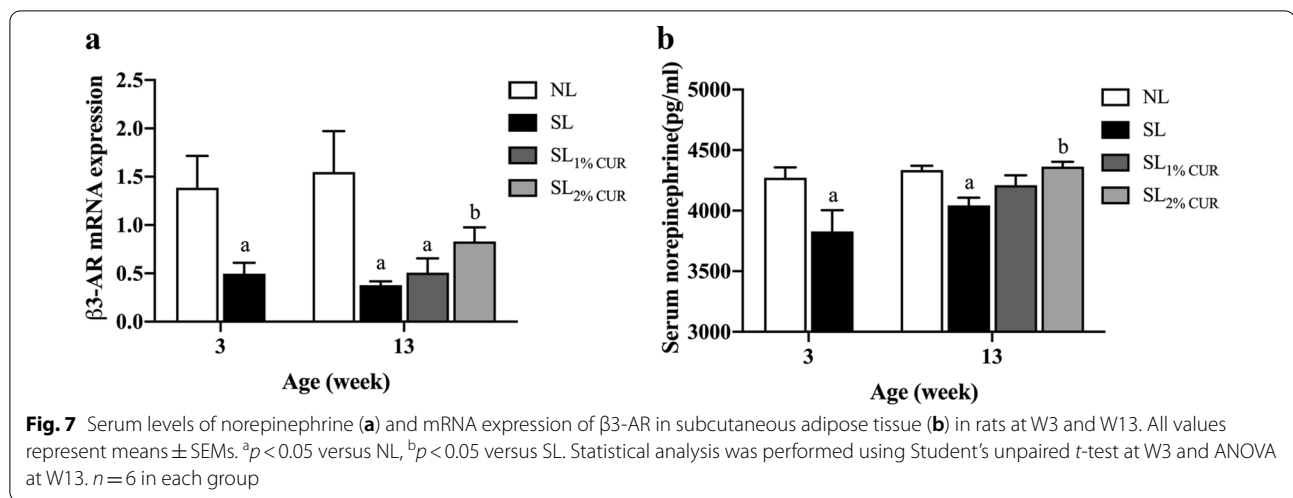 a
β3-AR mRNA expression
2.5
2.0
1.5
1.0
0.5
0.0
a
a
a
b
3
13
Age (week)
NL
SL
SL1% CUR
SL2% CUR
b
Serum norepinephrine(pg/ml)
5000
4500
4000
3500
3000
a
a
b
3
13
Age (week)
NL
SL
SL1% CUR
SL2% CUR
Fig. 7 Serum levels of norepinephrine (a) and mRNA expression of β3-AR in subcutaneous adipose tissue (b) in rats at W3 and W13. All values
represent means ± SEMs. ap < 0.05 versus NL, bp < 0.05 versus SL. Statistical analysis was performed using Student's unpaired t-test at W3 and ANOVA
at W13. n = 6 in each group